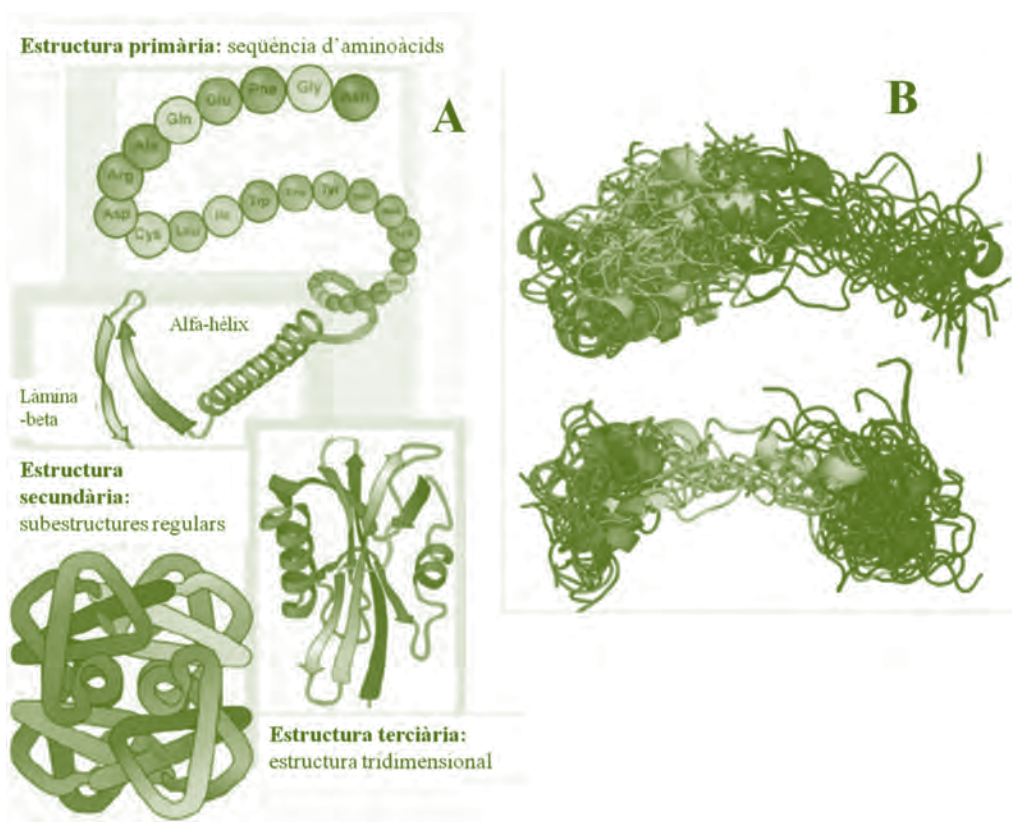 Estructura primària: seqüència d'aminoàcids
A
B
Gln
Glu
Phe
Gly
Asn
Ala
Arg
Asp
Cys
Leu
Ile
Trp
Tyr
Alfa-hèlix
Làmina
-beta
Estructura
secundària:
subestructures regulars
Estructura terciària:
estructura tridimensional